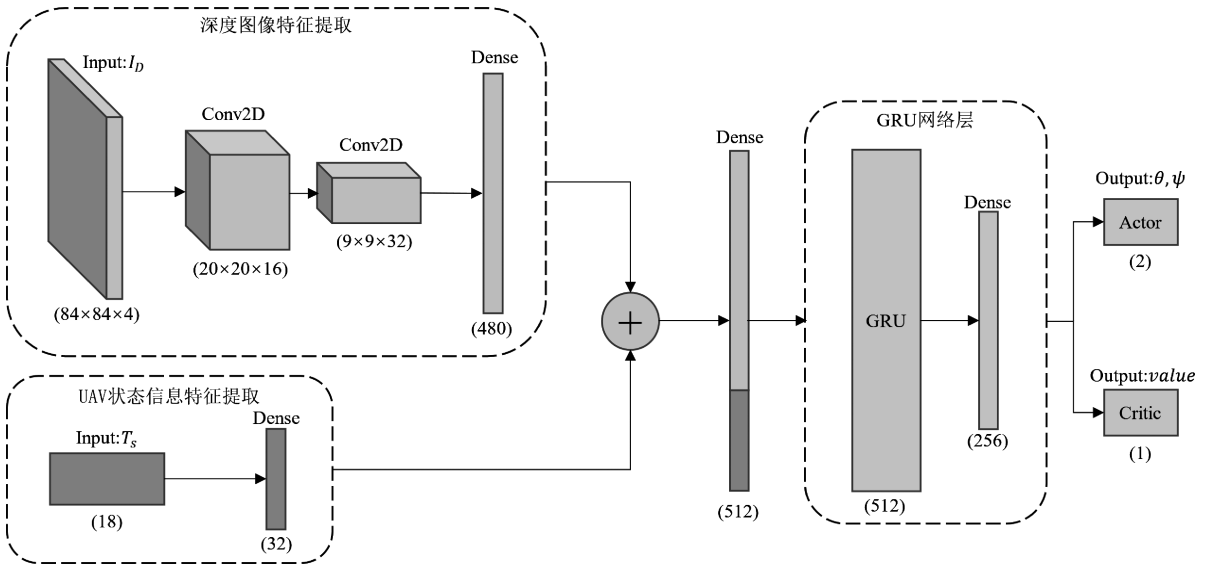 深度图像特征提取
Input:I_D
Conv2D
Conv2D
Dense
(84×84×4)
(20×20×16)
(9×9×32)
(480)
UAV状态信息特征提取
Input:T_s
Dense
(18)
(32)
+
Dense
(512)
GRU网络层
GRU
(512)
Dense
(256)
Output:θ,ψ
Actor
(2)
Output:value
Critic
(1)